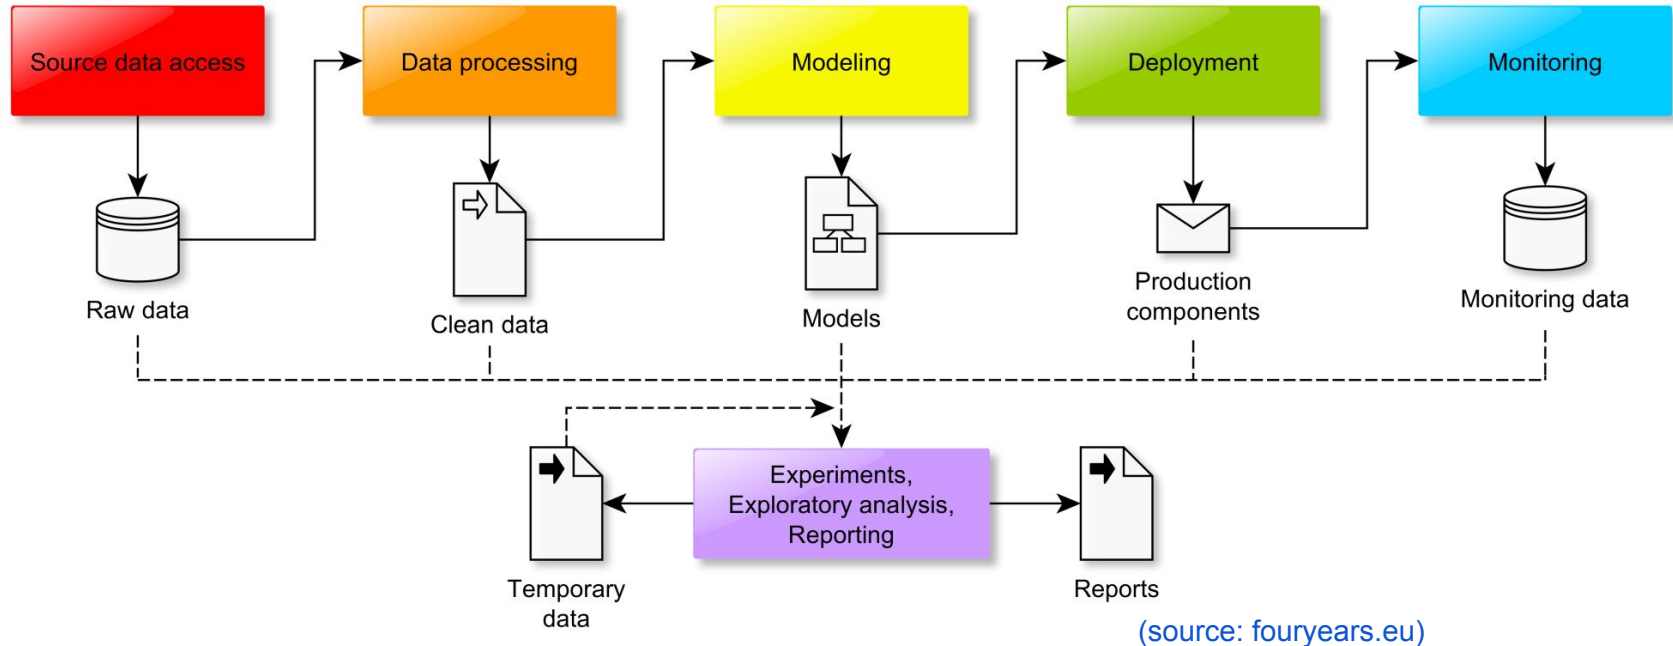 Source data access
Data processing
Modeling
Deployment
Monitoring
Raw data
Clean data
Models
Production
components
Monitoring data
Experiments,
Exploratory analysis,
Reporting
Temporary
data
Reports
(source: fouryears.eu)